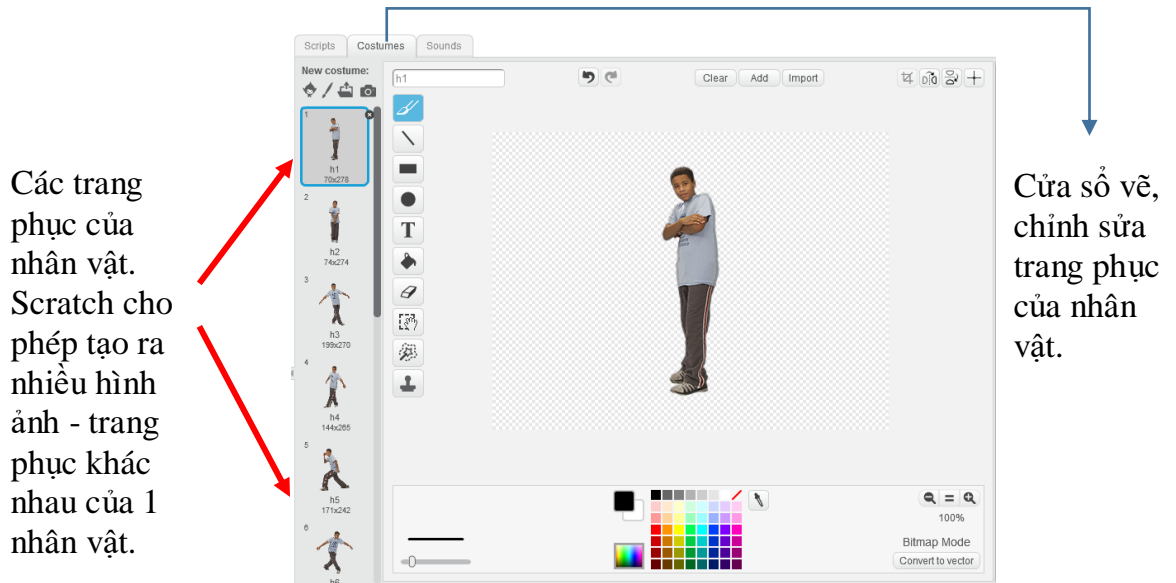 Scripts Costumes Sounds
New costume:
h1
Clear Add Import
1
h1
70x278
2
h2
74x274
3
h3
199x270
4
h4
144x265
5
h5
171x242
6
h6
T
100%
Bitmap Mode
Convert to vector
Các trang
phục của
nhân vật.
Scratch cho
phép tạo ra
nhiều hình
ảnh - trang
phục khác
nhau của 1
nhân vật.
Cửa sổ vẽ,
chỉnh sửa
trang phục
của nhân
vật.